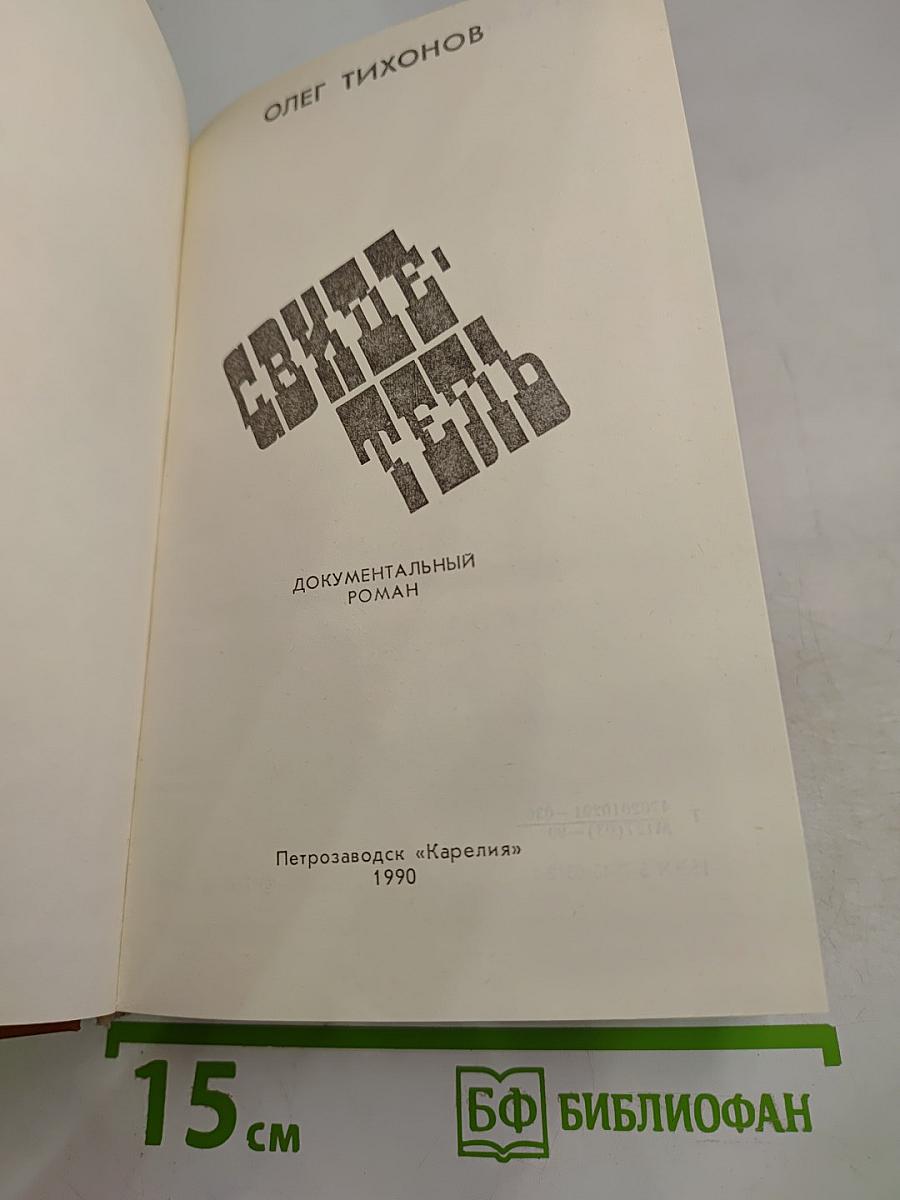 ОЛЕГ ТИХОНОВ
СВИДЕ-
ТЕЛЬ
ДОКУМЕНТАЛЬНЫЙ
РОМАН
Петрозаводск «Карелия»
1990
15 см
БФ БИБЛИОФАН